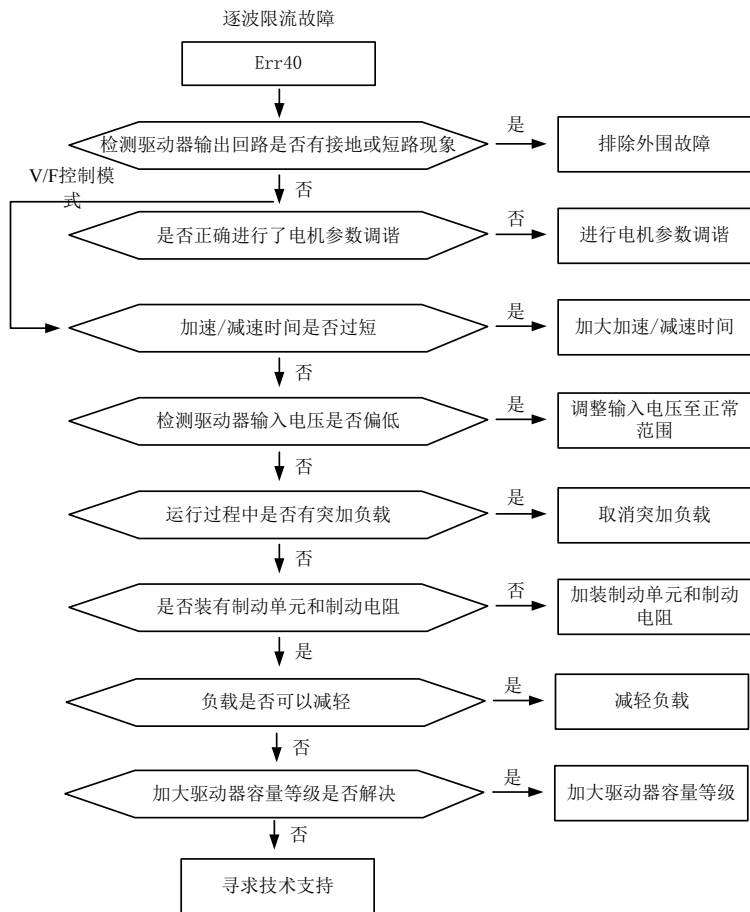 逐波限流故障
Err40
检测驱动器输出回路是否有接地或短路现象
是
排除外围故障
V/F控制模
式
否
是否正确进行了电机参数调谐
否
进行电机参数调谐
加速/减速时间是否过短
是
加大加速/减速时间
否
检测驱动器输入电压是否偏低
是
调整输入电压至正常
范围
否
运行过程中是否有突加负载
是
取消突加负载
否
是否装有制动单元和制动电阻
否
加装制动单元和制动
电阻
是
负载是否可以减轻
是
减轻负载
否
加大驱动器容量等级是否解决
是
加大驱动器容量等级
否
寻求技术支持